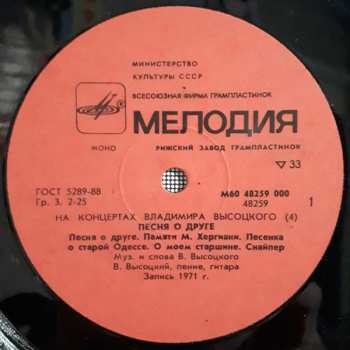 МИНИСТЕРСТВО
КУЛЬТУРЫ СССР
ВСЕСОЮЗНАЯ ФИРМА ГРАМПЛАСТИНОК
МЕЛОДИЯ
МОНО РИЖСКИЙ ЗАВОД ГРАМПЛАСТИНОК
▽ 33
ГОСТ 5289-88 М60 48259 000
Гр. 3. 2-25 48259 1
НА КОНЦЕРТАХ ВЛАДИМИРА ВЫСОЦКОГО (4)
ПЕСНЯ О ДРУГЕ
Песня о друге. Памяти М. Хергиани. Песенка
о старой Одессе. О моем старшине. Снайпер
Муз. и слова В. Высоцкого
В. Высоцкий, пение, гитара
Запись 1971 г.